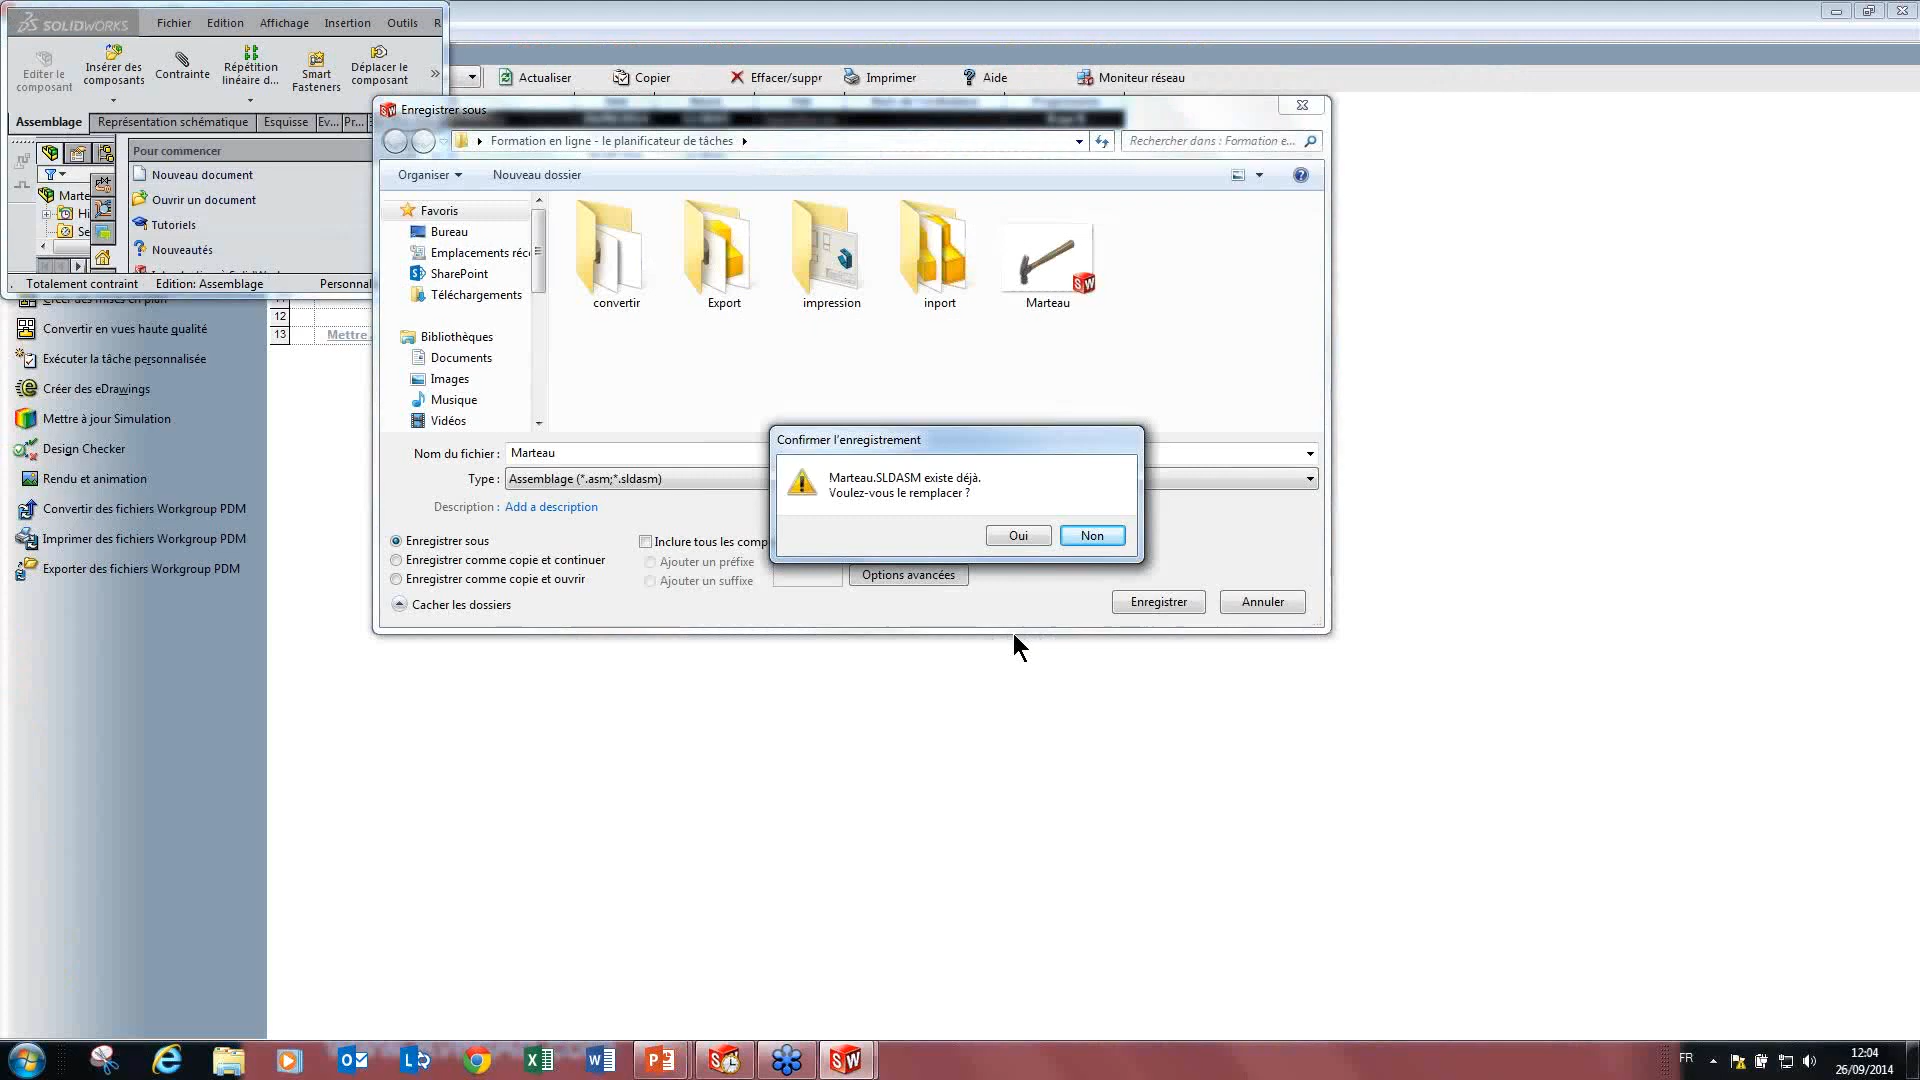 SOLIDWORKS
Fichier Edition Affichage Insertion Outils R
Editer le composant
Insérer des composants
Contrainte
Répétition linéaire d...
Smart Fasteners
Déplacer le composant
»
Assemblage Représentation schématique Esquisse Ev... Pr...
Pour commencer
Nouveau document
Ouvrir un document
Tutoriels
Nouveautés
Marte
Hi
Se
Totalement contraint Edition: Assemblage Personnal
Actualiser Copier Effacer/suppr Imprimer Aide Moniteur réseau
Enregistrer sous
Formation en ligne - le planificateur de tâches
Rechercher dans : Formation e...
Organiser Nouveau dossier
Favoris
Bureau
Emplacements réc
SharePoint
Téléchargements
Bibliothèques
Documents
Images
Musique
Vidéos
convertir Export impression inport Marteau
Nom du fichier : Marteau
Type : Assemblage (*.asm;*.sldasm)
Description : Add a description
Enregistrer sous
Enregistrer comme copie et continuer
Enregistrer comme copie et ouvrir
Inclure tous les comp
Ajouter un préfixe
Ajouter un suffixe
Options avancées
Cacher les dossiers
Enregistrer Annuler
Confirmer l'enregistrement
Marteau.SLDASM existe déjà.
Voulez-vous le remplacer ?
Oui Non
12
13 Mettre
Convertir en vues haute qualité
Exécuter la tâche personnalisée
Créer des eDrawings
Mettre à jour Simulation
Design Checker
Rendu et animation
Convertir des fichiers Workgroup PDM
Imprimer des fichiers Workgroup PDM
Exporter des fichiers Workgroup PDM
FR
12:04
26/09/2014